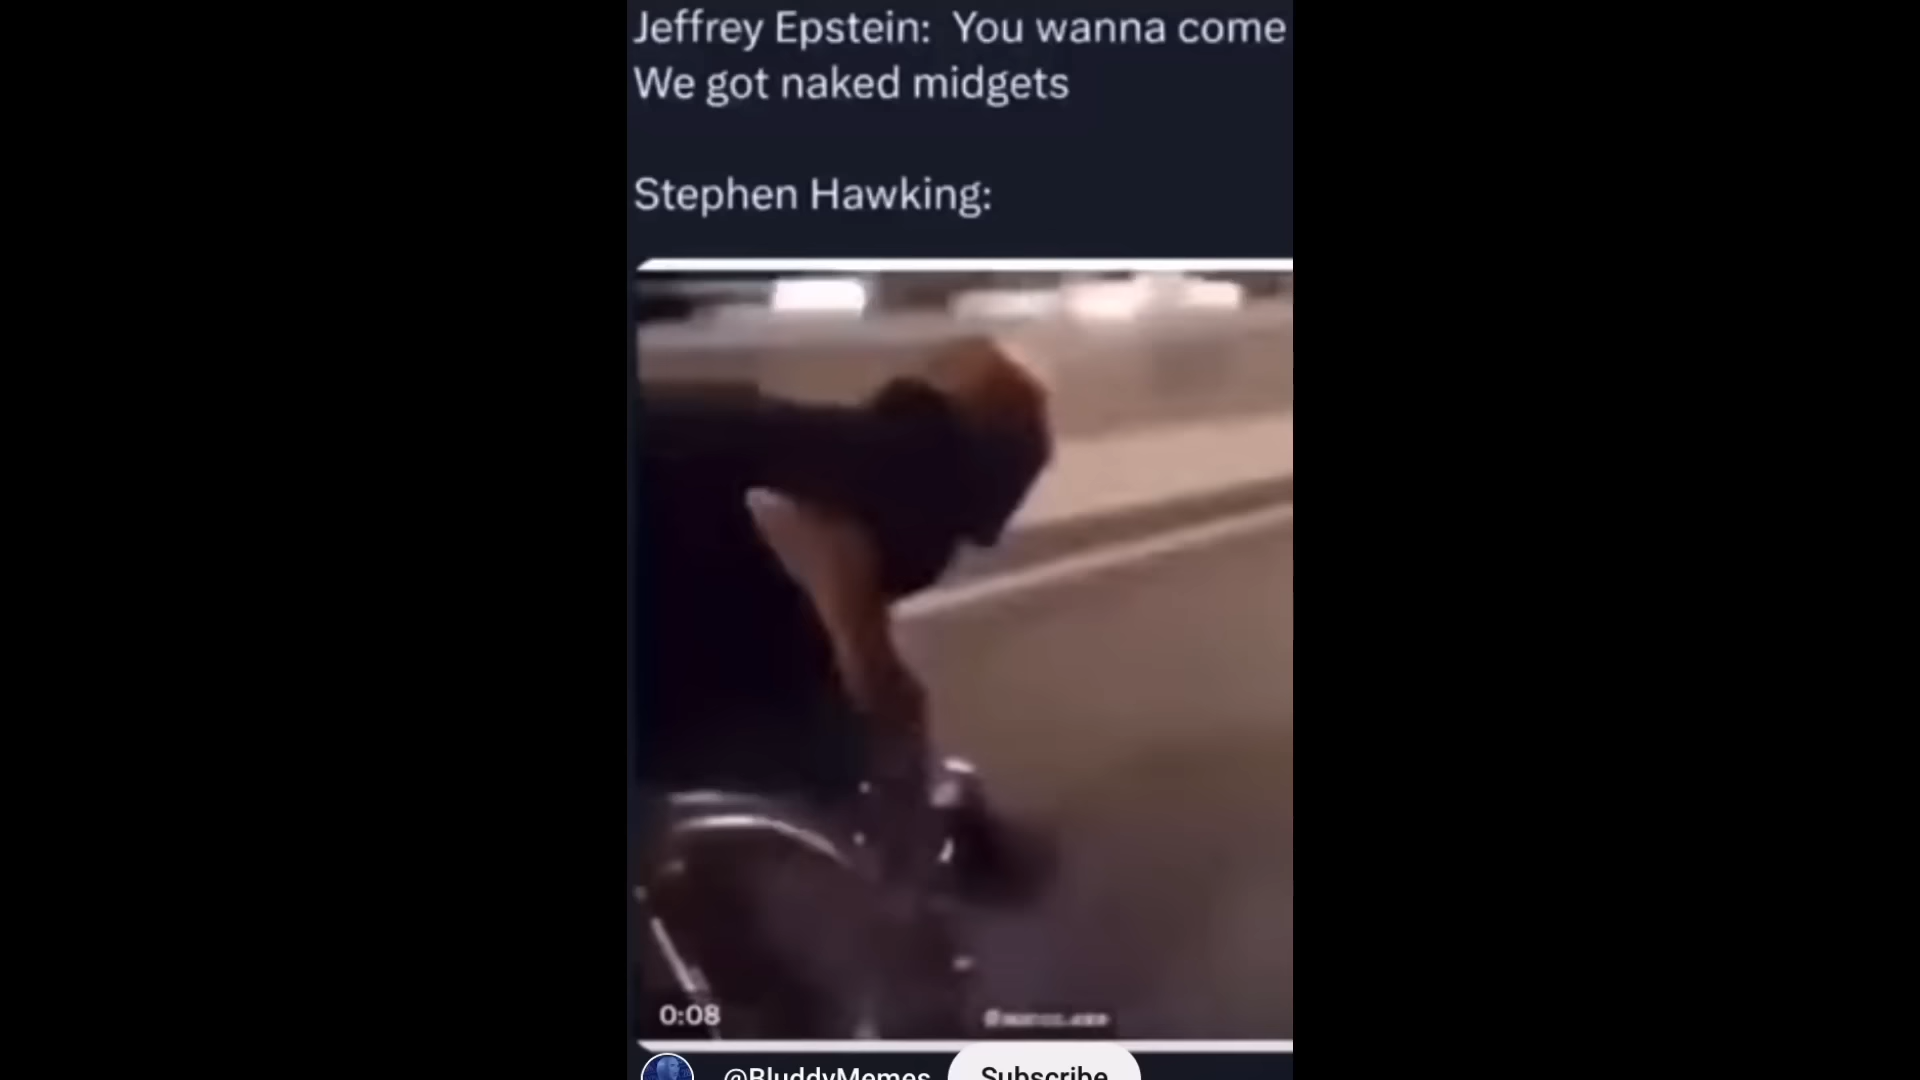 Jeffrey Epstein: You wanna come
We got naked midgets
Stephen Hawking:
0:08
@BluddyMemes
Subscribe